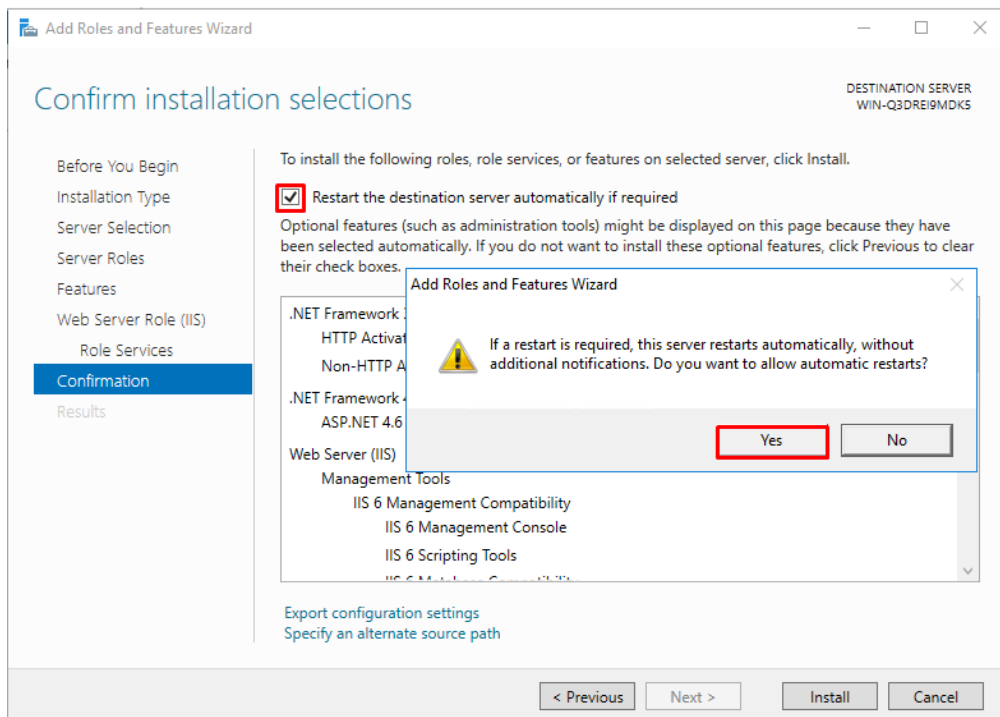 Add Roles and Features Wizard
Confirm installation selections
DESTINATION SERVER
WIN-Q3DREI9MDK5
Before You Begin
Installation Type
Server Selection
Server Roles
Features
Web Server Role (IIS)
Role Services
Confirmation
Results
To install the following roles, role services, or features on selected server, click Install.
Restart the destination server automatically if required
Optional features (such as administration tools) might be displayed on this page because they have
been selected automatically. If you do not want to install these optional features, click Previous to clear
their check boxes.
.NET Framework
HTTP Activat
Non-HTTP A
.NET Framework
ASP.NET 4.6
Web Server (IIS)
Management Tools
IIS 6 Management Compatibility
IIS 6 Management Console
IIS 6 Scripting Tools
Add Roles and Features Wizard
If a restart is required, this server restarts automatically, without
additional notifications. Do you want to allow automatic restarts?
Yes
No
Export configuration settings
Specify an alternate source path
< Previous
Next >
Install
Cancel